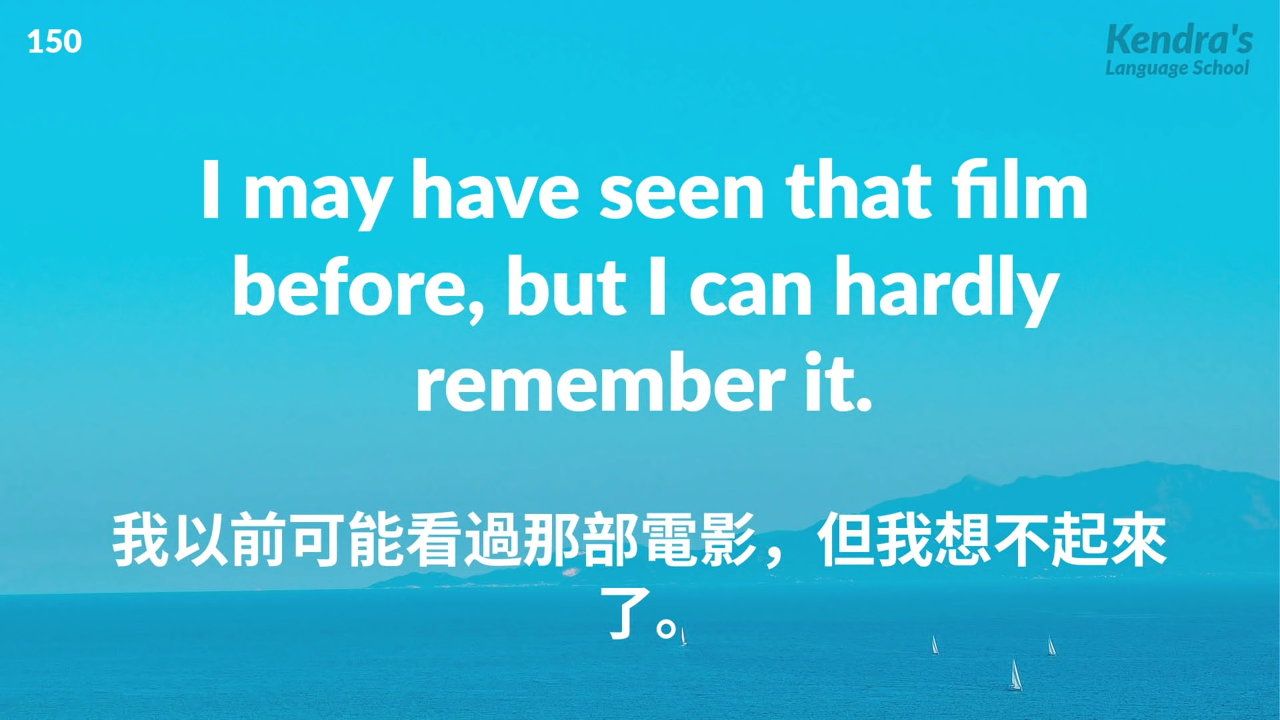 150
Kendra's
Language School
I may have seen that film
before, but I can hardly
remember it.
我以前可能看過那部電影，但我想不起來
了。